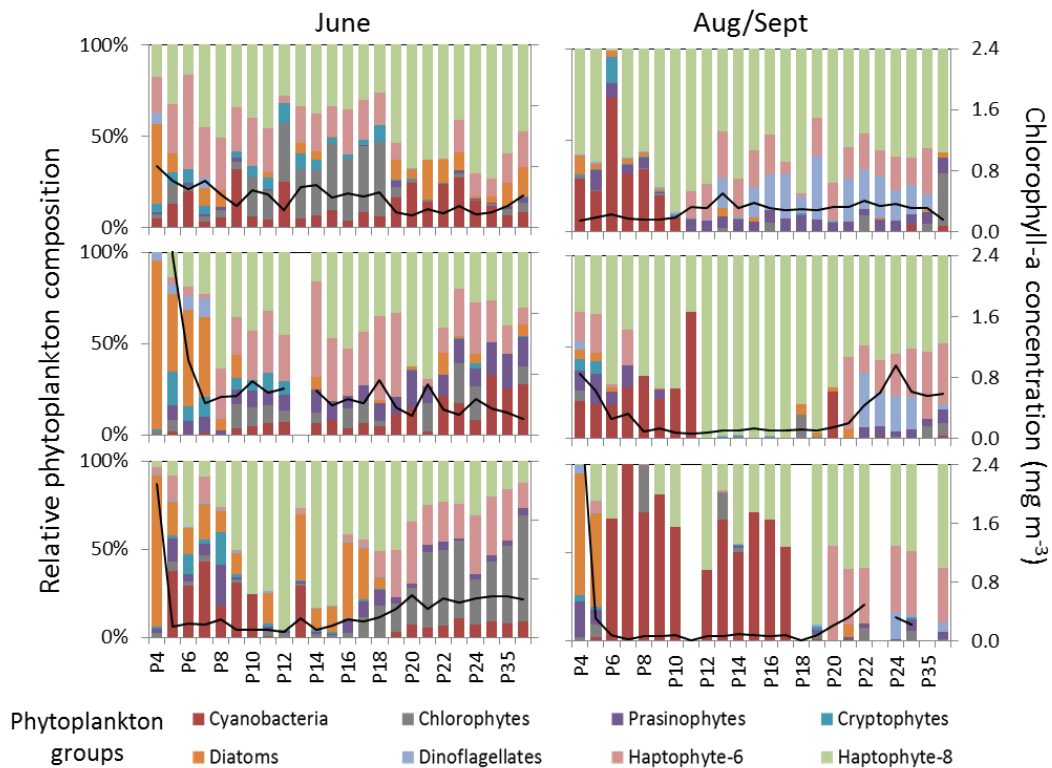 June
Aug/Sept
100%
50%
0%
100%
50%
0%
100%
50%
0%
Relative phytoplankton composition
2.4
1.6
0.8
0.0
2.4
1.6
0.8
0.0
2.4
1.6
0.8
0.0
Chlorophyll-a concentration (mg m⁻³)
P4 P6 P8 P10 P12 P14 P16 P18 P20 P22 P24 P35
P4 P6 P8 P10 P12 P14 P16 P18 P20 P22 P24 P35
Phytoplankton
groups
Cyanobacteria Chlorophytes Prasinophytes Cryptophytes
Diatoms Dinoflagellates Haptophyte-6 Haptophyte-8